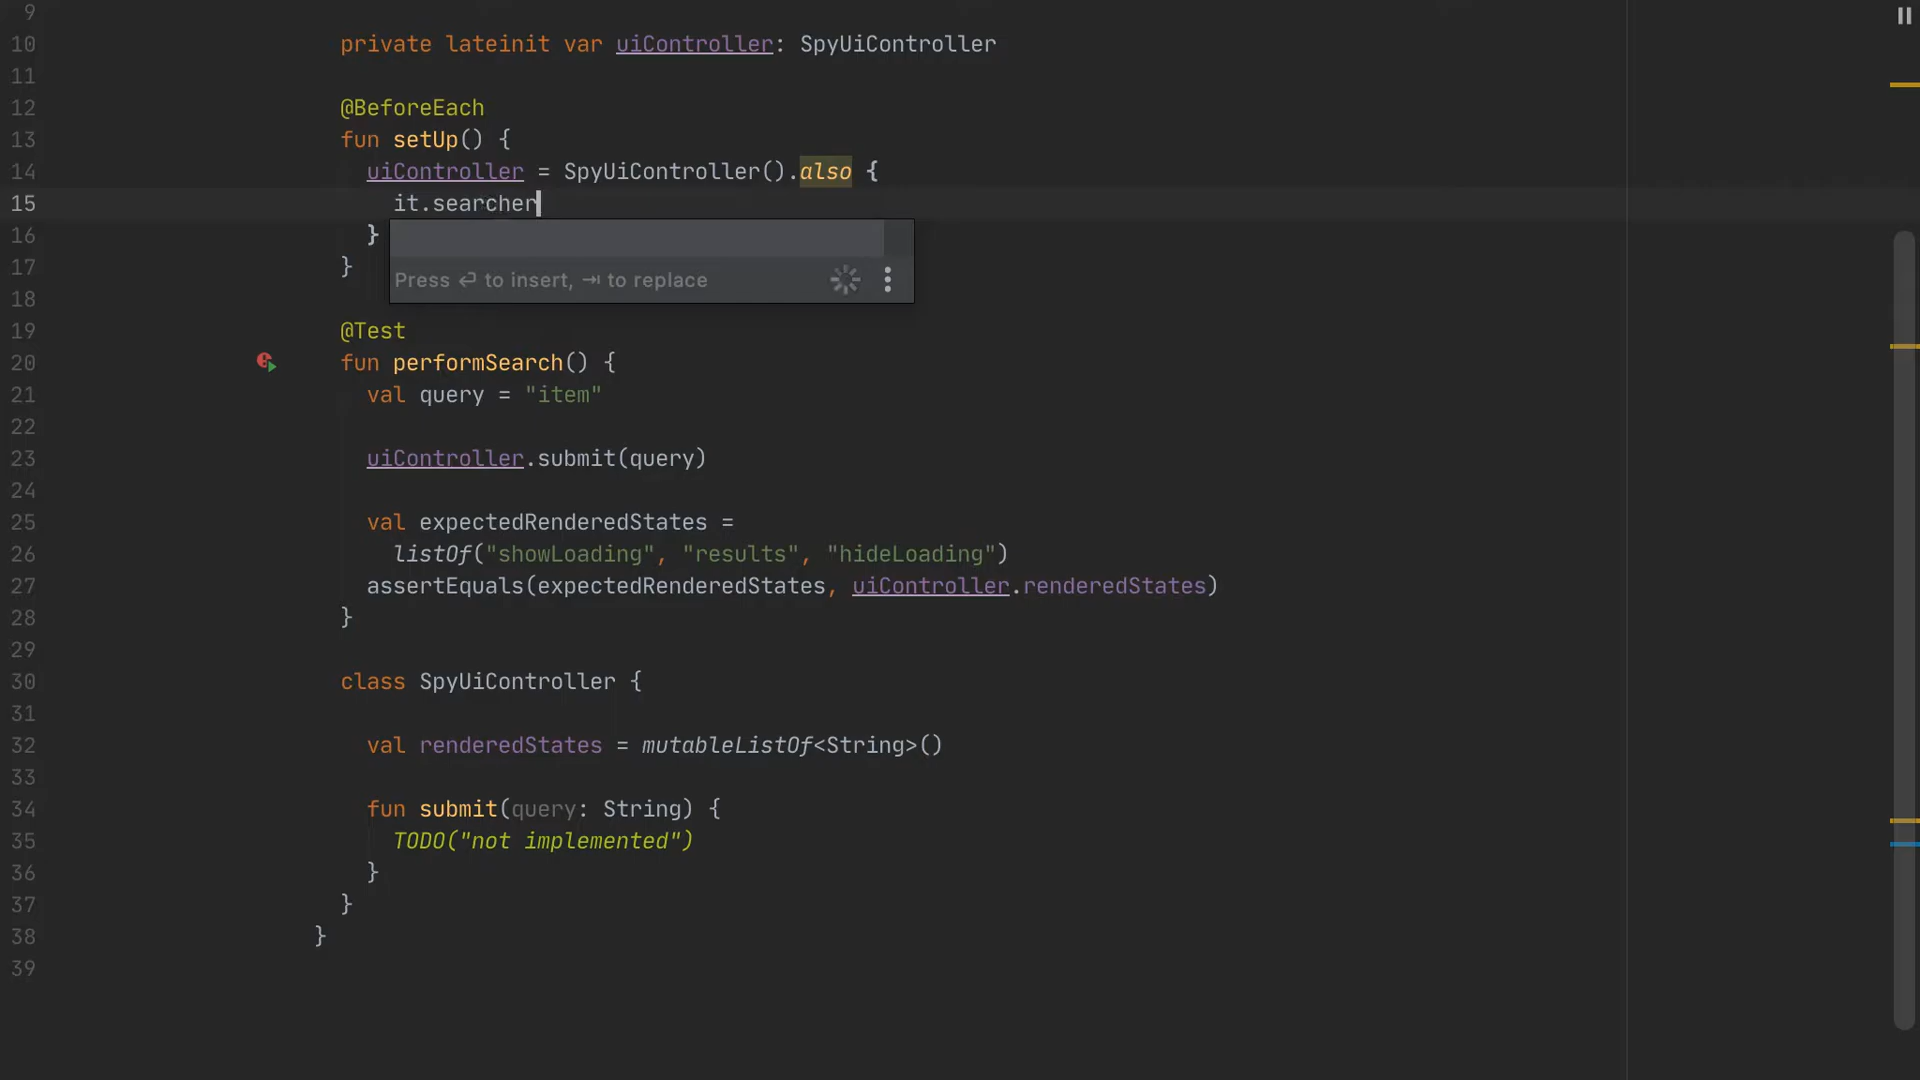 9
10 private lateinit var uiController: SpyUiController
11
12 @BeforeEach
13 fun setUp() {
14 uiController = SpyUiController().also {
15 it.searcher
16 }
Press ⏎ to insert, ⇥ to replace
17 }
18
19 @Test
20 fun performSearch() {
21 val query = "item"
22
23 uiController.submit(query)
24
25 val expectedRenderedStates =
26 listOf("showLoading", "results", "hideLoading")
27 assertEquals(expectedRenderedStates, uiController.renderedStates)
28 }
29
30 class SpyUiController {
31
32 val renderedStates = mutableListOf<String>()
33
34 fun submit(query: String) {
35 TODO("not implemented")
36 }
37 }
38 }
39